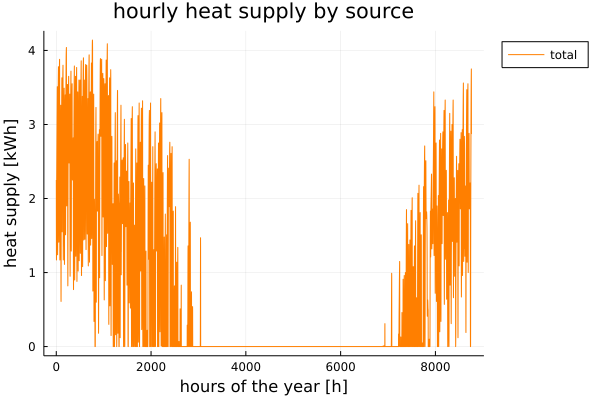 hourly heat supply by source
total
heat supply [kWh]
4
3
2
1
0
0 2000 4000 6000 8000
hours of the year [h]